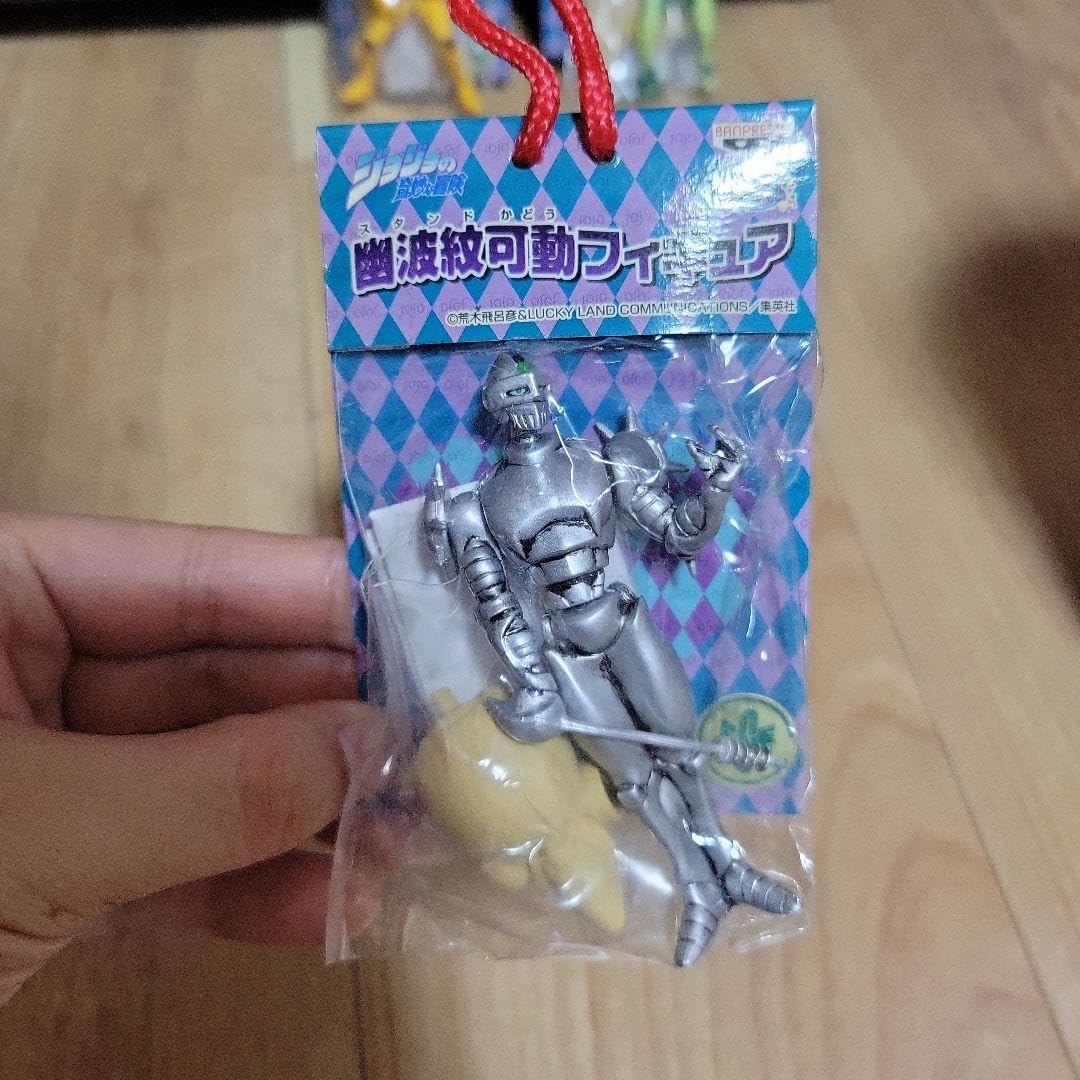 ジョジョの
奇妙な冒険
BANPRES
スタンド かどう
幽波紋可動フィギュア
©荒木飛呂彦&LUCKY LAND COMMUNICATIONS/集英社